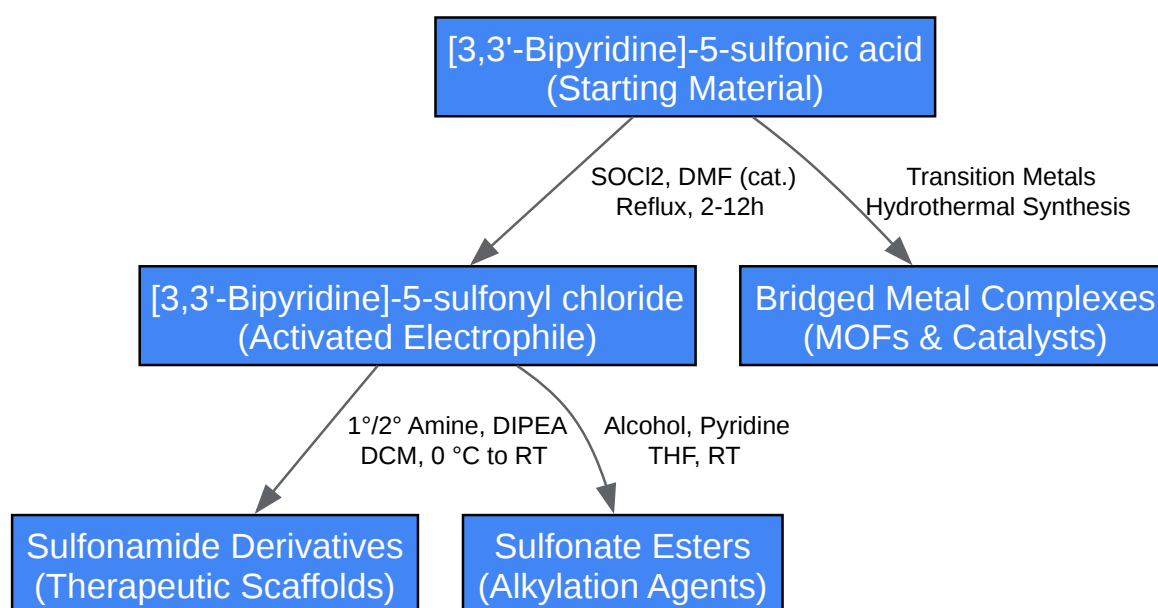 [3,3'-Bipyridine]-5-sulfonic acid
(Starting Material)
SOCl2, DMF (cat.)
Reflux, 2-12h
Transition Metals
Hydrothermal Synthesis
[3,3'-Bipyridine]-5-sulfonyl chloride
(Activated Electrophile)
Bridged Metal Complexes
(MOFs & Catalysts)
1°/2° Amine, DIPEA
DCM, 0 °C to RT
Alcohol, Pyridine
THF, RT
Sulfonamide Derivatives
(Therapeutic Scaffolds)
Sulfonate Esters
(Alkylation Agents)